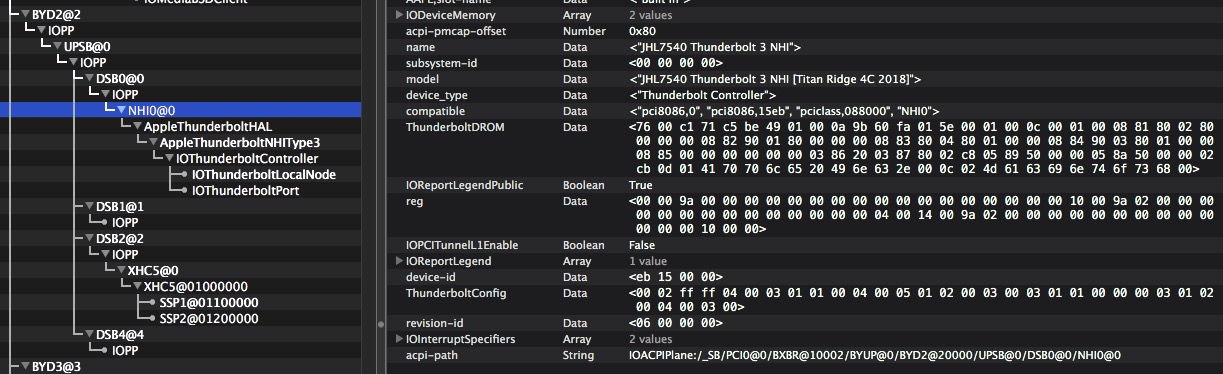 IOMediaBSDClient
BYD2@2
IOPP
UPSB@0
IOPP
DSB0@0
IOPP
NHI0@0
AppleThunderboltHAL
AppleThunderboltNHIType3
IOThunderboltController
IOThunderboltLocalNode
IOThunderboltPort
DSB1@1
IOPP
DSB2@2
IOPP
XHC5@0
XHC5@01000000
SSP1@01100000
SSP2@01200000
DSB4@4
IOPP
BYD3@3
AAPL,slot-name Data <"Built In">
IODeviceMemory Array 2 values
acpi-pmcap-offset Number 0x80
name Data <"JHL7540 Thunderbolt 3 NHI">
subsystem-id Data <00 00 00 00>
model Data <"JHL7540 Thunderbolt 3 NHI [Titan Ridge 4C 2018]">
device_type Data <"Thunderbolt Controller">
compatible Data <"pci8086,0", "pci8086,15eb", "pciclass,088000", "NHI0">
ThunderboltDROM Data <76 00 c1 71 c5 be 49 01 00 0a 9b 60 fa 01 5e 00 01 00 0c 00 01 00 08 81 80 02 80
00 00 00 08 82 90 01 80 00 00 00 08 83 80 04 80 01 00 00 08 84 90 03 80 01 00
00 08 85 00 00 00 00 00 00 03 86 20 03 87 80 02 c8 05 89 50 00 00 05 8a 50 00 00 02
cb 0d 01 41 70 70 6c 65 20 49 6e 63 2e 00 0c 02 4d 61 63 69 6e 74 6f 73 68 00>
IOReportLegendPublic Boolean True
reg Data <00 00 9a 00 00 00 00 00 00 00 00 00 00 00 00 00 00 00 00 00 10 00 9a 02 00 00 00
00 00 00 00 00 00 00 00 00 00 00 04 00 14 00 9a 02 00 00 00 00 00 00 00 00 00
00 00 00 10 00 00>
IOPCITunnelL1Enable Boolean False
IOReportLegend Array 1 value
device-id Data <eb 15 00 00>
ThunderboltConfig Data <00 02 ff ff 04 00 03 01 01 00 04 00 05 01 02 00 03 00 03 01 01 00 00 00 03 01 02
00 04 00 03 00>
revision-id Data <06 00 00 00>
IOInterruptSpecifiers Array 2 values
acpi-path String IOACPIPlane:/_SB/PCI0@0/BXBR@10002/BYUP@0/BYD2@20000/UPSB@0/DSB0@0/NHI0@0